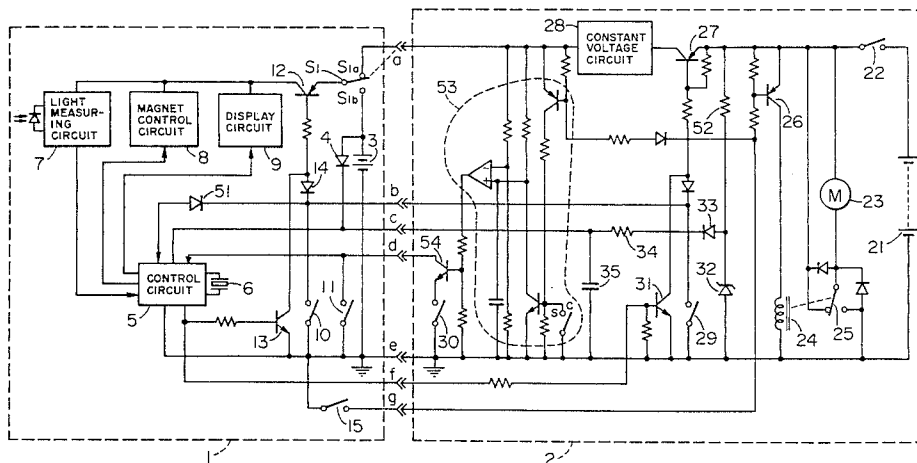 28
CONSTANT VOLTAGE CIRCUIT
27
a
S1
S1a
S1b
12
22
LIGHT MEASURING CIRCUIT
7
MAGNET CONTROL CIRCUIT
8
DISPLAY CIRCUIT
9
53
52
26
4
3
14
51
b
c
d
M
23
21
33
34
54
35
31
32
CONTROL CIRCUIT
5
6
11
10
13
30
S
C
29
24
25
e
f
g
15
1
2